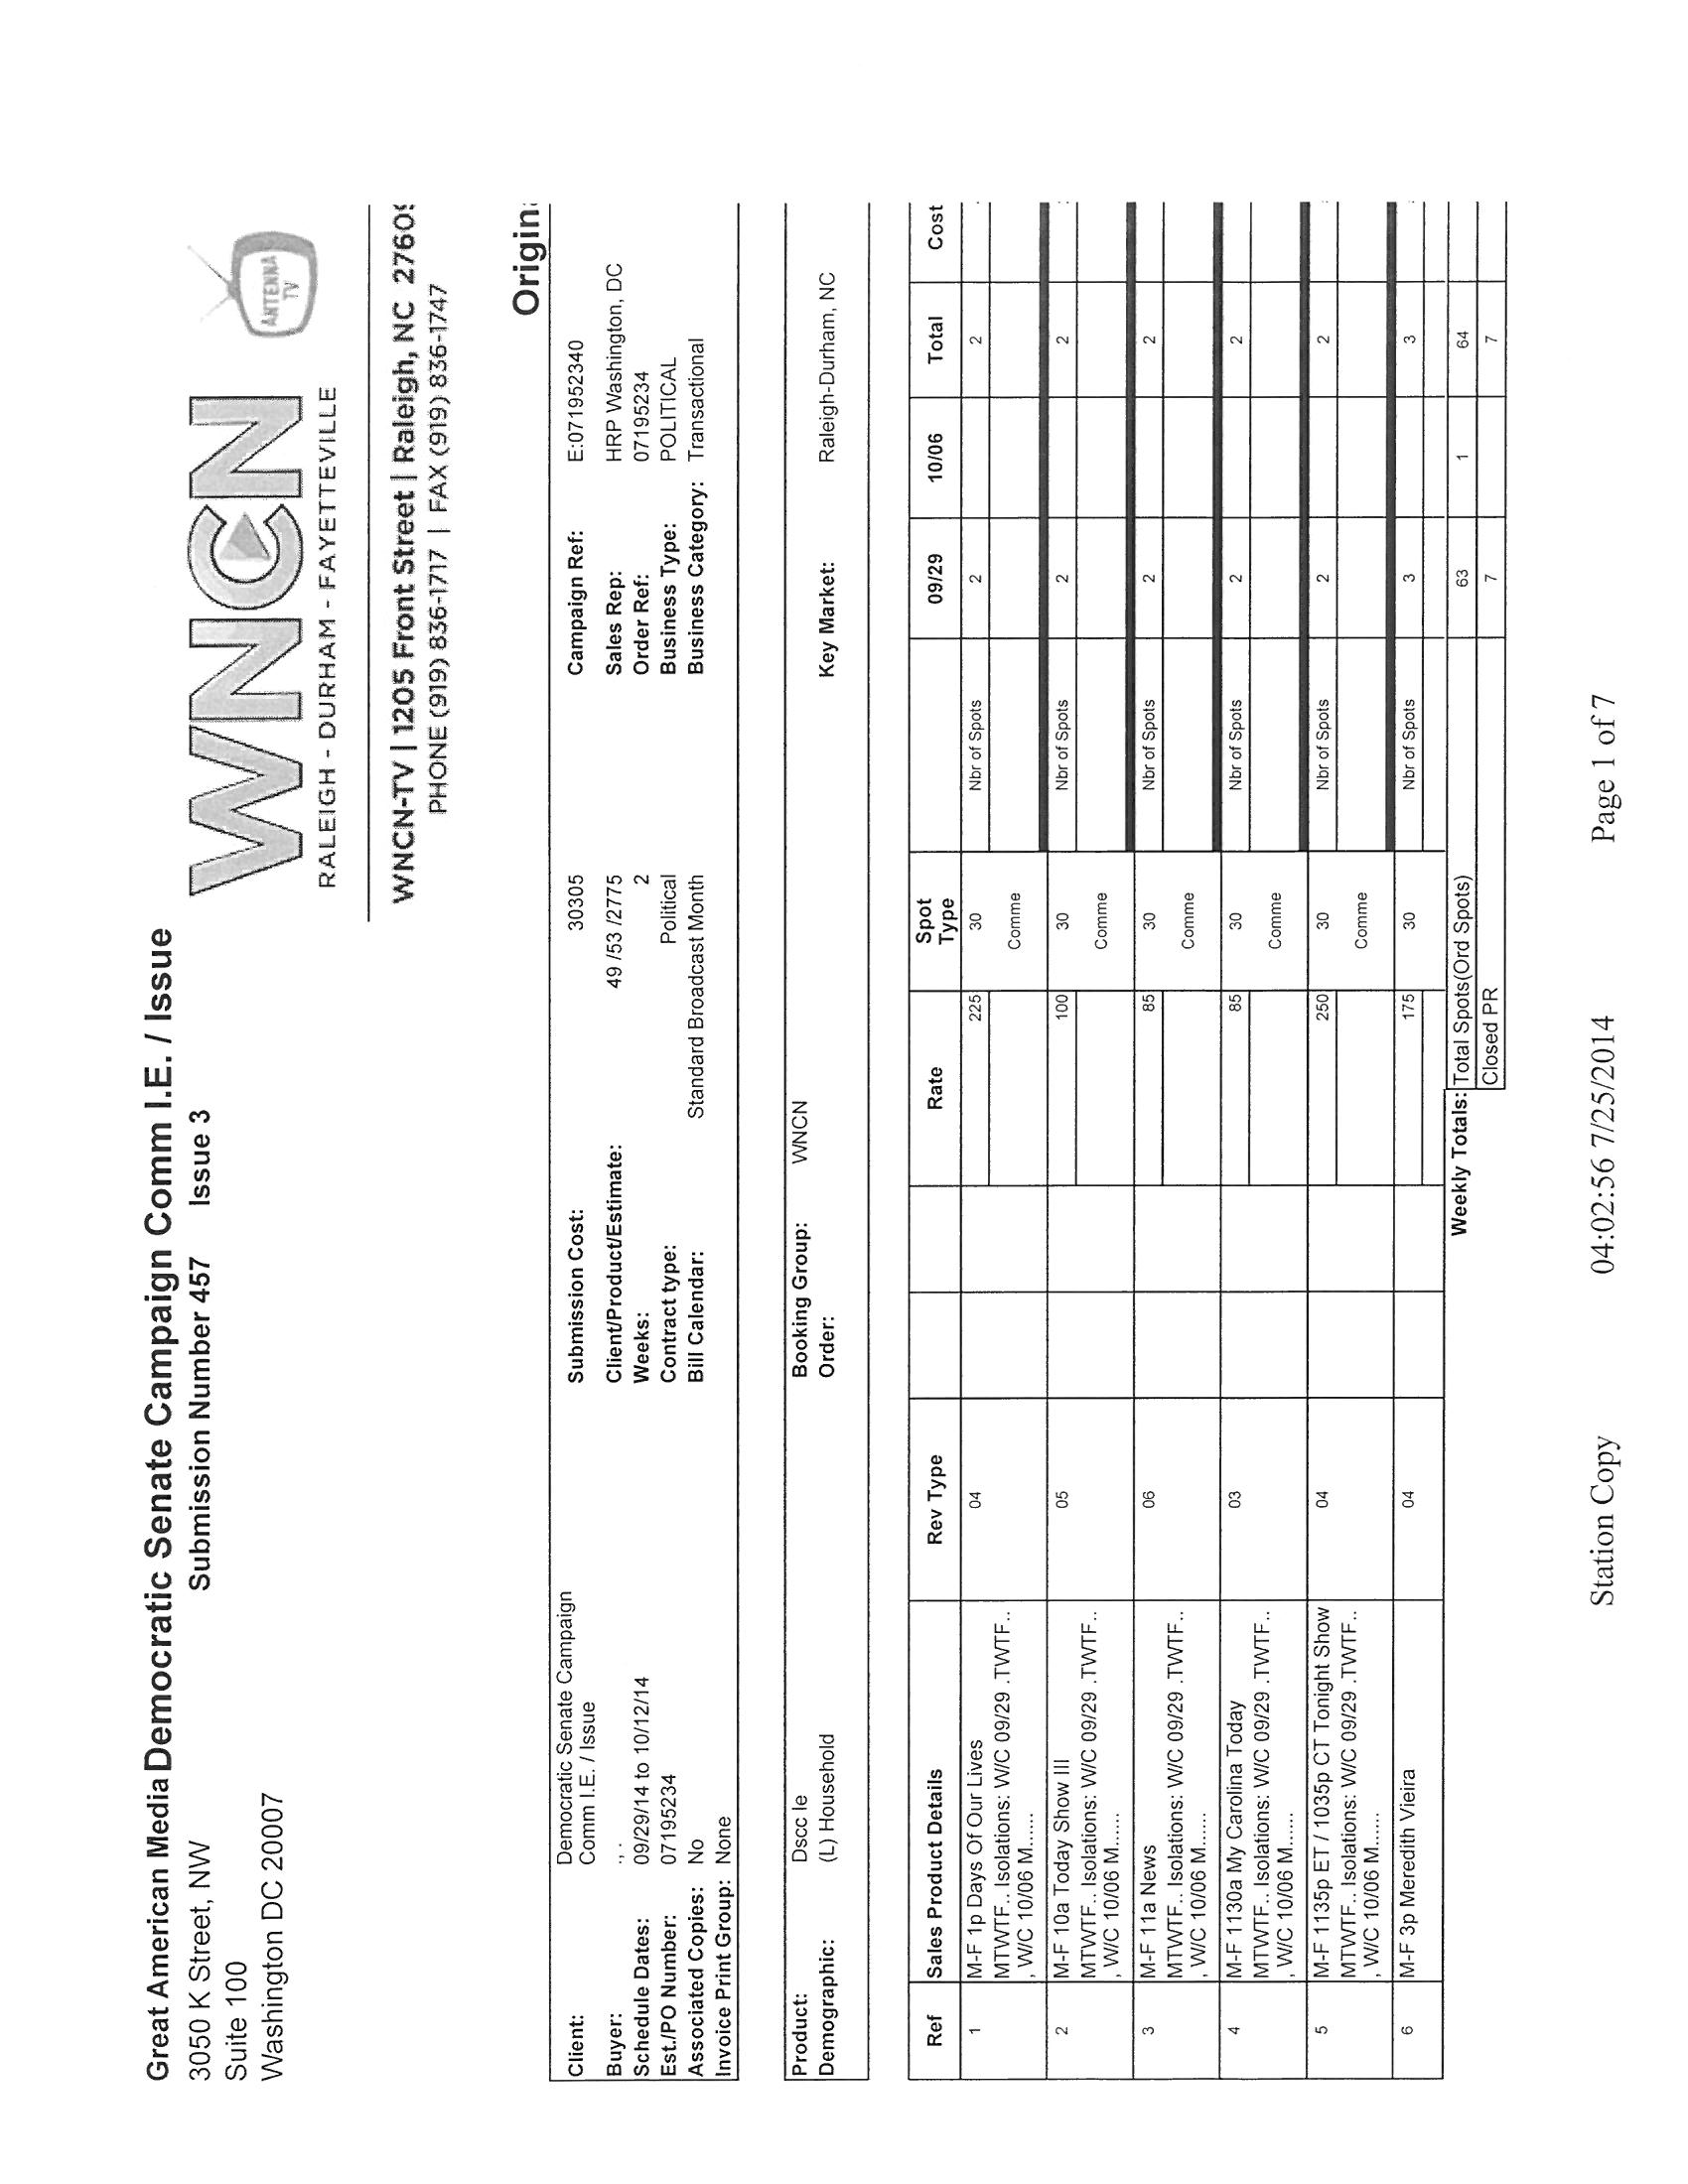 Great American Media Democratic Senate Campaign Comm I.E. / Issue
3050 K Street, NW Submission Number 457 Issue 3
Suite 100
Washington DC 20007
WNCN
RALEIGH - DURHAM - FAYETTEVILLE
ANTENNA
TV
WNCN-TV | 1205 Front Street | Raleigh, NC 27609
PHONE (919) 836-1717 | FAX (919) 836-1747
Origin
Client: Democratic Senate Campaign Submission Cost: 30305 Campaign Ref: E:071952340
Comm I.E. / Issue
Buyer: ., . Client/Product/Estimate: 49 /53 /2775 Sales Rep: HRP Washington, DC
Schedule Dates: 09/29/14 to 10/12/14 Weeks: 2 Order Ref: 07195234
Est./PO Number: 07195234 Contract type: Political Business Type: POLITICAL
Associated Copies: No Bill Calendar: Standard Broadcast Month Business Category: Transactional
Invoice Print Group: None
Product: Dscc Ie Booking Group: WNCN
Demographic: (L) Household Order: Key Market: Raleigh-Durham, NC
Ref Sales Product Details Rev Type Rate Spot Type 09/29 10/06 Total Cost
1 M-F 1p Days Of Our Lives 04 225 30 Nbr of Spots 2 2
MTWTF.. Isolations: W/C 09/29 .TWTF.. Comme
, W/C 10/06 M......
2 M-F 10a Today Show III 05 100 30 Nbr of Spots 2 2
MTWTF.. Isolations: W/C 09/29 .TWTF.. Comme
, W/C 10/06 M......
3 M-F 11a News 06 85 30 Nbr of Spots 2 2
MTWTF.. Isolations: W/C 09/29 .TWTF.. Comme
, W/C 10/06 M......
4 M-F 1130a My Carolina Today 03 85 30 Nbr of Spots 2 2
MTWTF.. Isolations: W/C 09/29 .TWTF.. Comme
, W/C 10/06 M......
5 M-F 1135p ET / 1035p CT Tonight Show 04 250 30 Nbr of Spots 2 2
MTWTF.. Isolations: W/C 09/29 .TWTF.. Comme
, W/C 10/06 M......
6 M-F 3p Meredith Vieira 04 175 30 Nbr of Spots 3 3
Weekly Totals: Total Spots(Ord Spots) 63 1 64
Closed PR 7 7
Station Copy 04:02:56 7/25/2014 Page 1 of 7